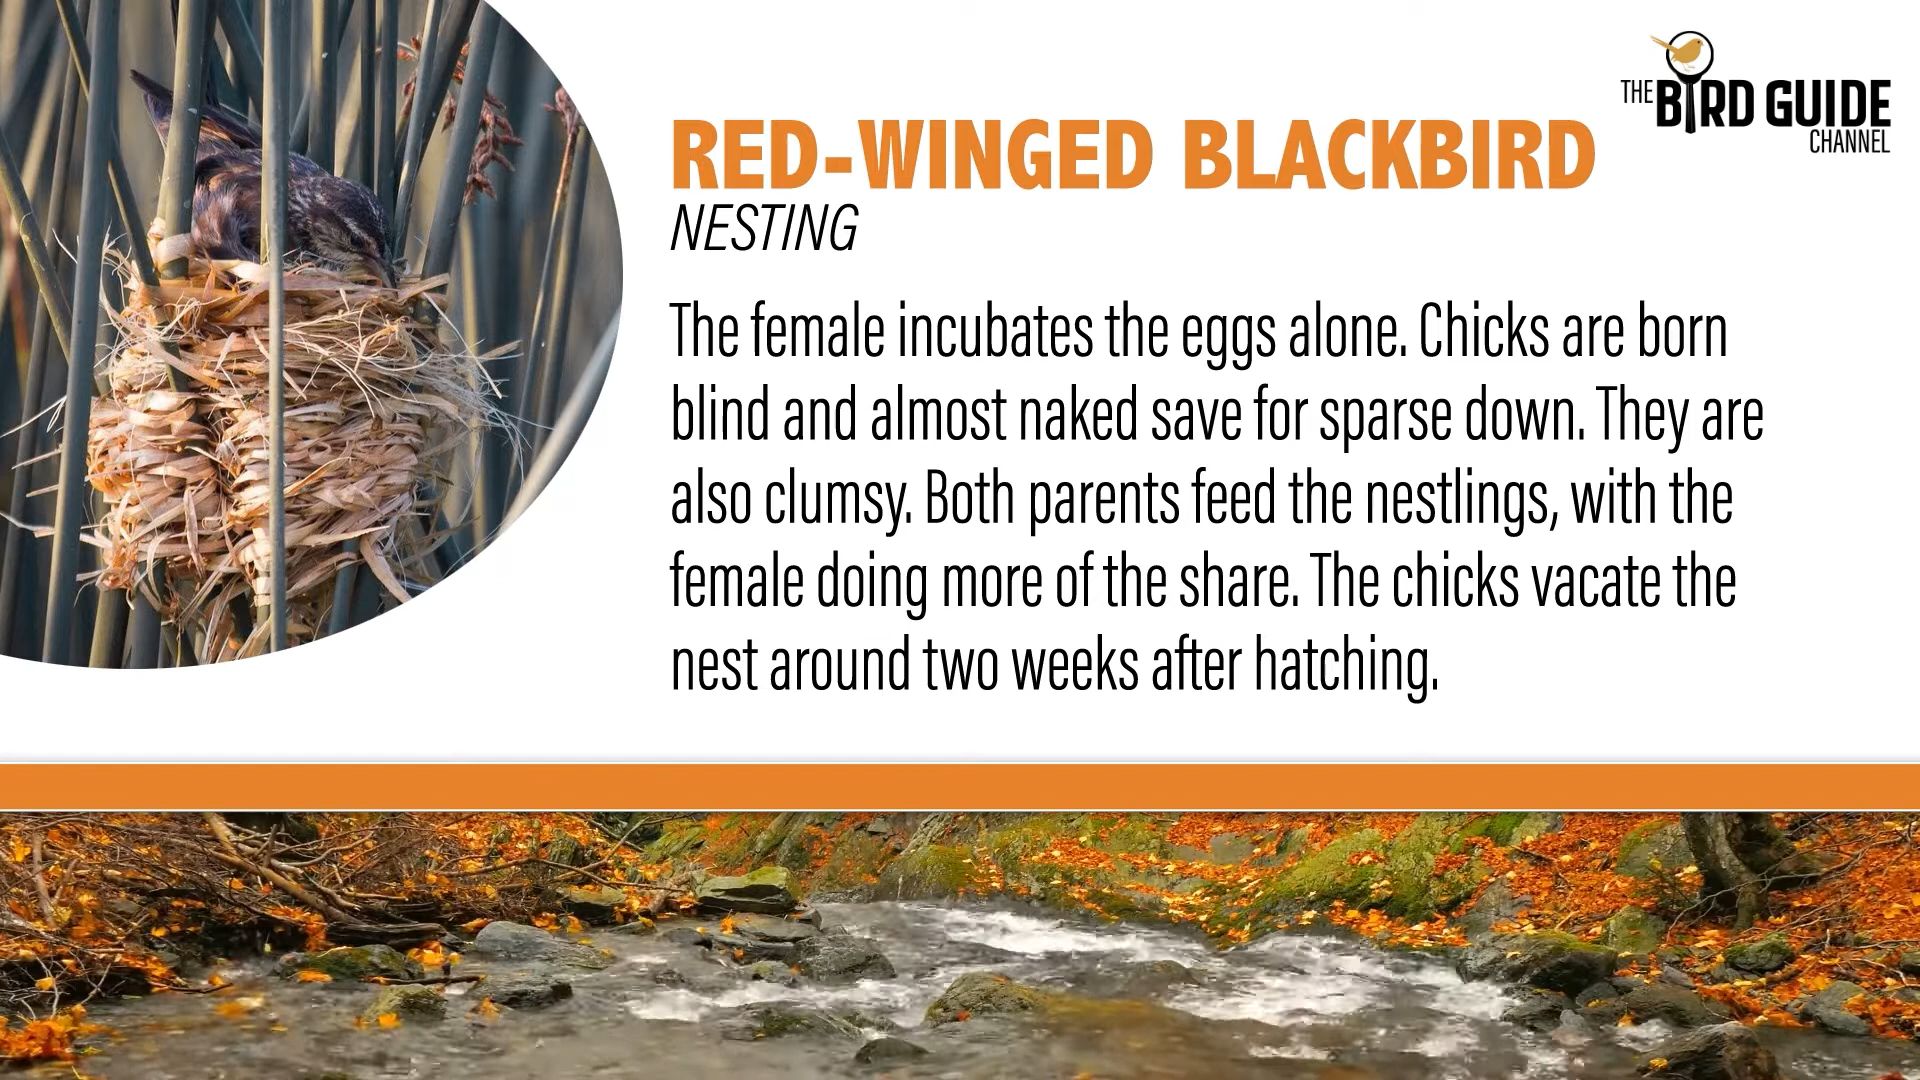 THE BIRD GUIDE
CHANNEL
RED-WINGED BLACKBIRD
NESTING
The female incubates the eggs alone. Chicks are born
blind and almost naked save for sparse down. They are
also clumsy. Both parents feed the nestlings, with the
female doing more of the share. The chicks vacate the
nest around two weeks after hatching.